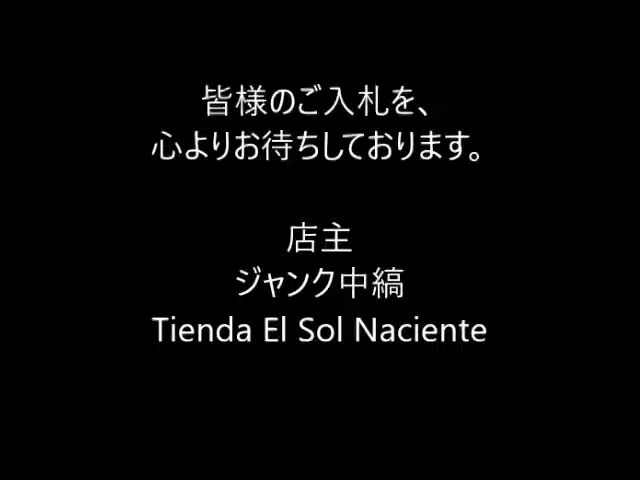 皆様のご入札を、
心よりお待ちしております。
店主
ジャンク中縞
Tienda El Sol Naciente